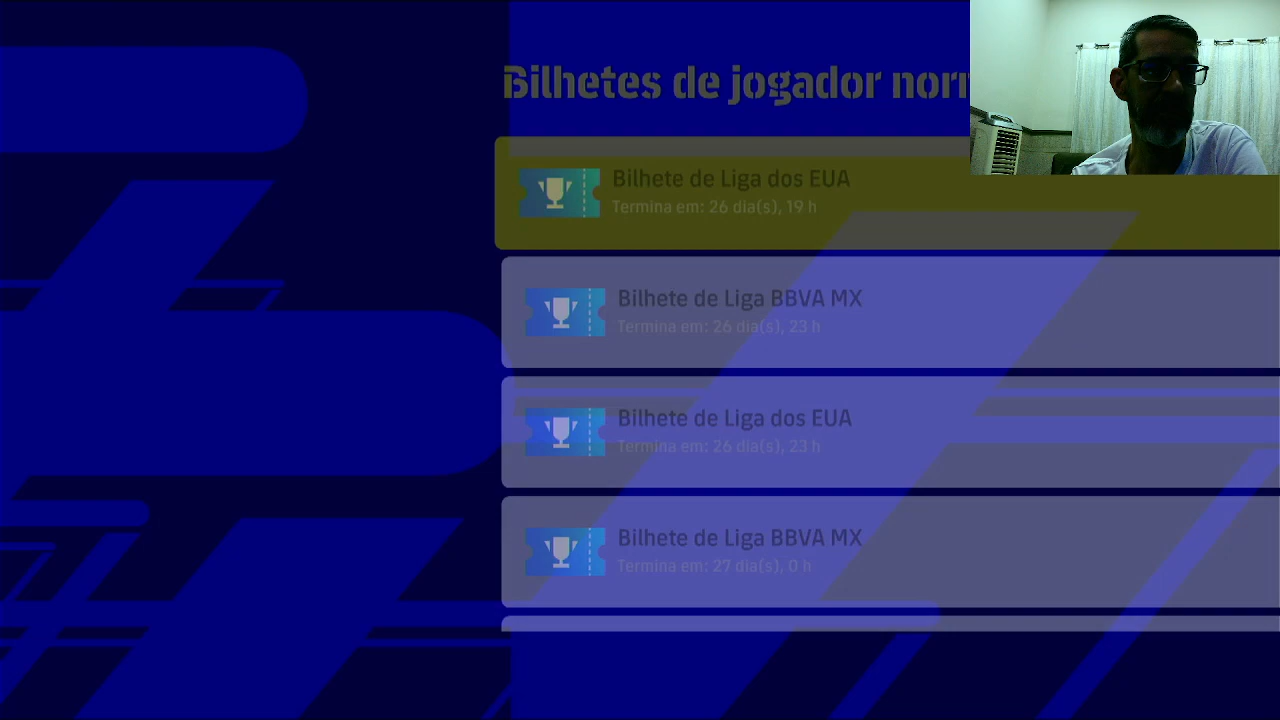 Bilhetes de jogador
Bilhete de Liga dos EUA
Termina em: 26 dia(s), 19 h
Bilhete de Liga BBVA MX
Termina em: 26 dia(s), 23 h
Bilhete de Liga dos EUA
Termina em: 26 dia(s), 23 h
Bilhete de Liga BBVA MX
Termina em: 27 dia(s), 0 h